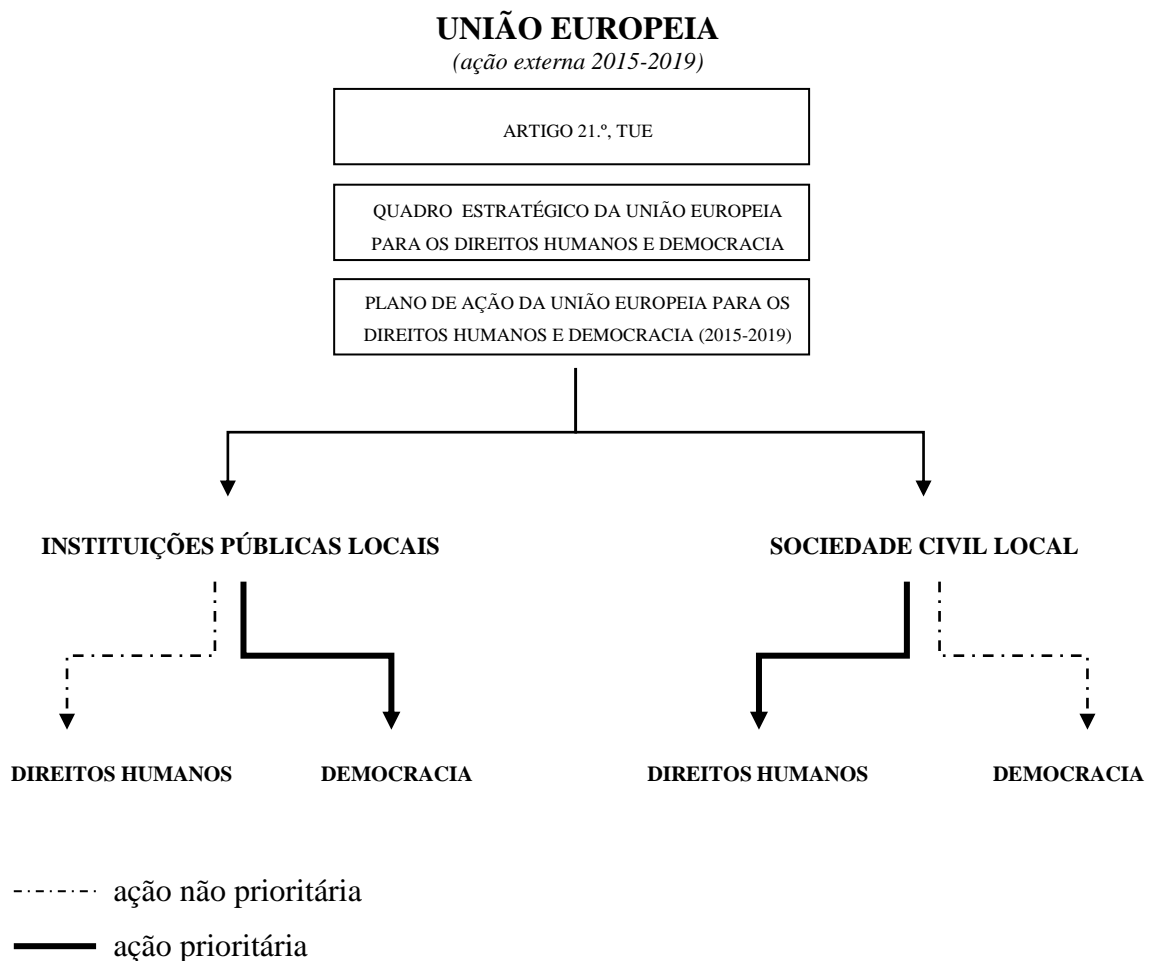 UNIÃO EUROPEIA
(ação externa 2015-2019)
ARTIGO 21.º, TUE
QUADRO ESTRATÉGICO DA UNIÃO EUROPEIA
PARA OS DIREITOS HUMANOS E DEMOCRACIA
PLANO DE AÇÃO DA UNIÃO EUROPEIA PARA OS
DIREITOS HUMANOS E DEMOCRACIA (2015-2019)
INSTITUIÇÕES PÚBLICAS LOCAIS
SOCIEDADE CIVIL LOCAL
DIREITOS HUMANOS
DEMOCRACIA
DIREITOS HUMANOS
DEMOCRACIA
ação não prioritária
ação prioritária